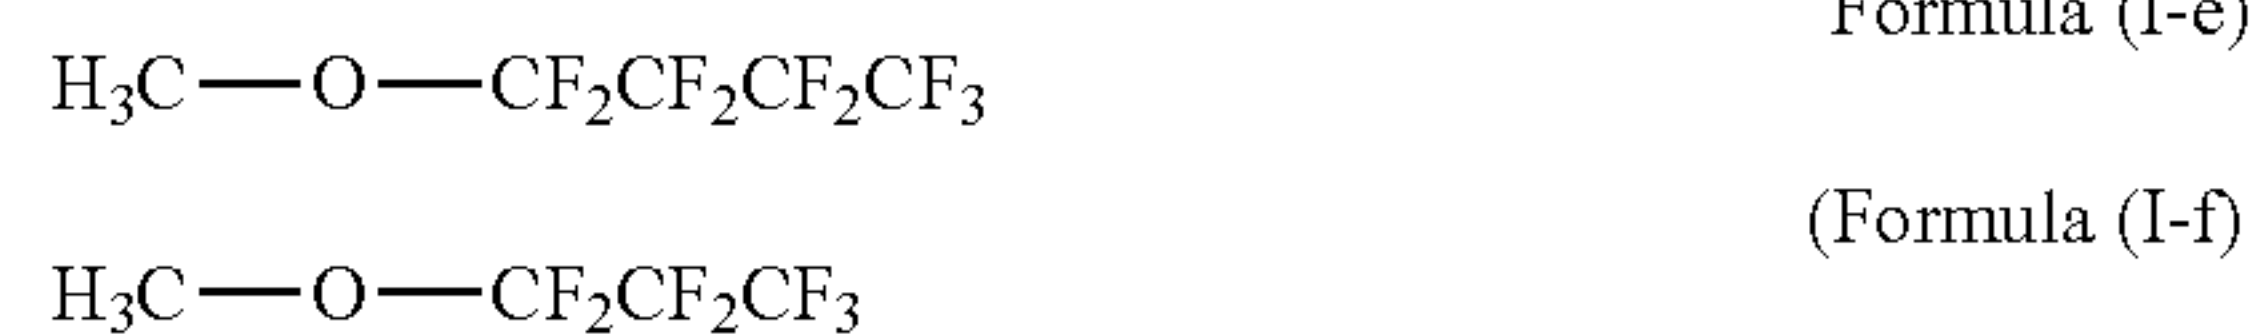 Formula (I-e)
H₃C—O—CF₂CF₂CF₂CF₃
(Formula (I-f)
H₃C—O—CF₂CF₂CF₃